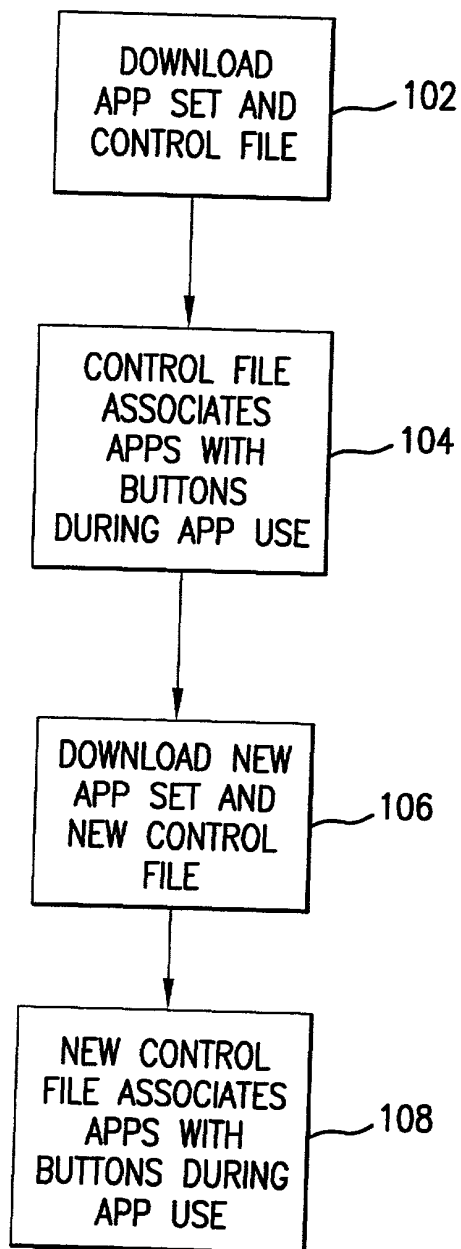 DOWNLOAD
APP SET AND
CONTROL FILE
102
CONTROL FILE
ASSOCIATES
APPS WITH
BUTTONS
DURING APP USE
104
DOWNLOAD NEW
APP SET AND
NEW CONTROL
FILE
106
NEW CONTROL
FILE ASSOCIATES
APPS WITH
BUTTONS DURING
APP USE
108